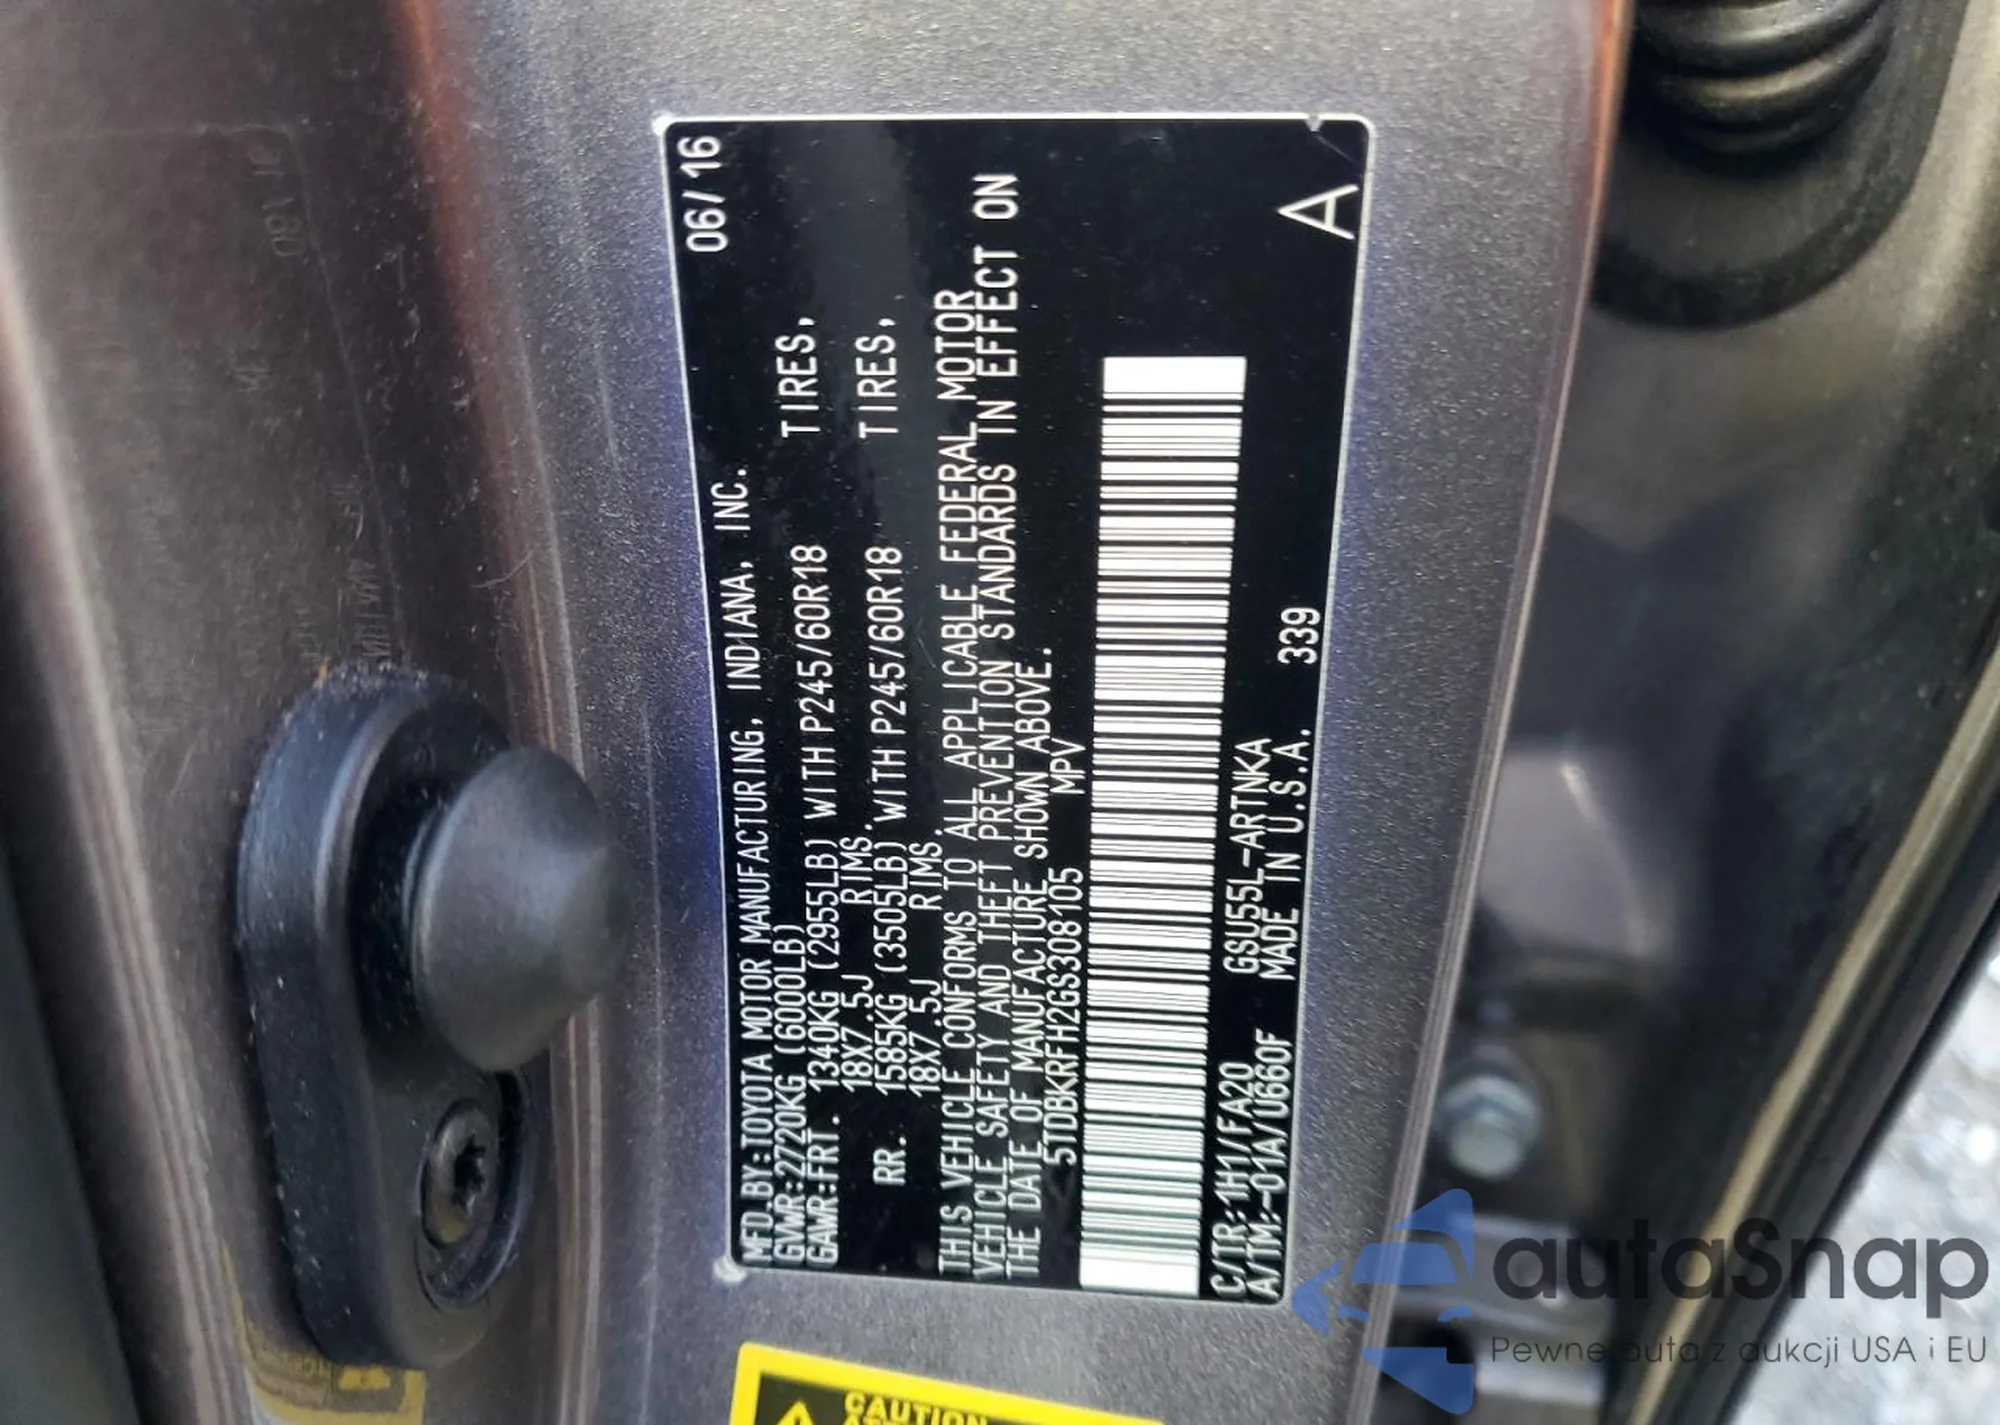 06/16
MFD.BY:TOYOTA MOTOR MANUFACTURING, INDIANA, INC.
GVWR:2720KG (6000LB)
GAWR:FRT. 1340KG (2955LB) WITH P245/60R18 TIRES,
18X7.5J RIMS.
RR. 1585KG (3505LB) WITH P245/60R18 TIRES,
18X7.5J RIMS.
THIS VEHICLE CONFORMS TO ALL APPLICABLE FEDERAL MOTOR
VEHICLE SAFETY AND THEFT PREVENTION STANDARDS IN EFFECT ON
THE DATE OF MANUFACTURE SHOWN ABOVE.
5TDBKRFH2GS308105 MPV
C/TR:1H1/FA20 GSU55L-ARTNKA
A/TM:-01A/U660F MADE IN U.S.A. 339
A
CAUTION
autaSnap
Pewne auta z aukcji USA i EU